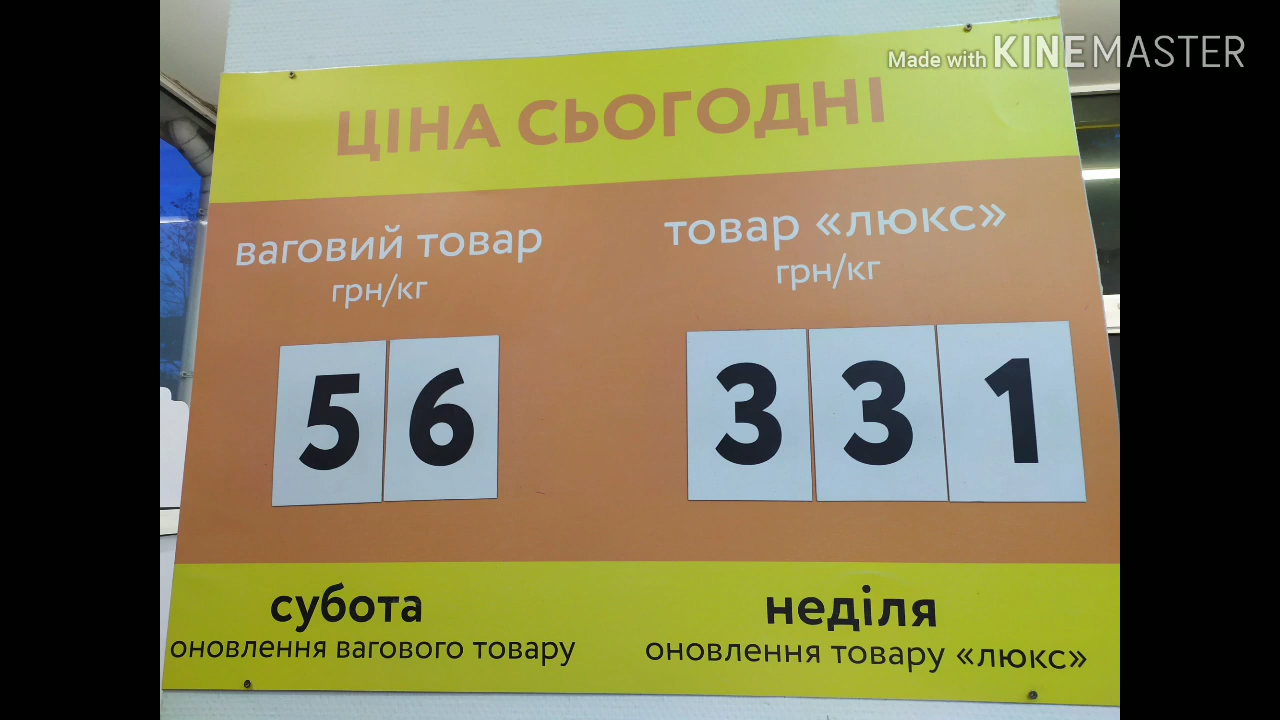 Made with KINEMASTER
ЦІНА СЬОГОДНІ
ваговий товар
грн/кг
товар «люкс»
грн/кг
56
331
субота
оновлення вагового товару
неділя
оновлення товару «люкс»